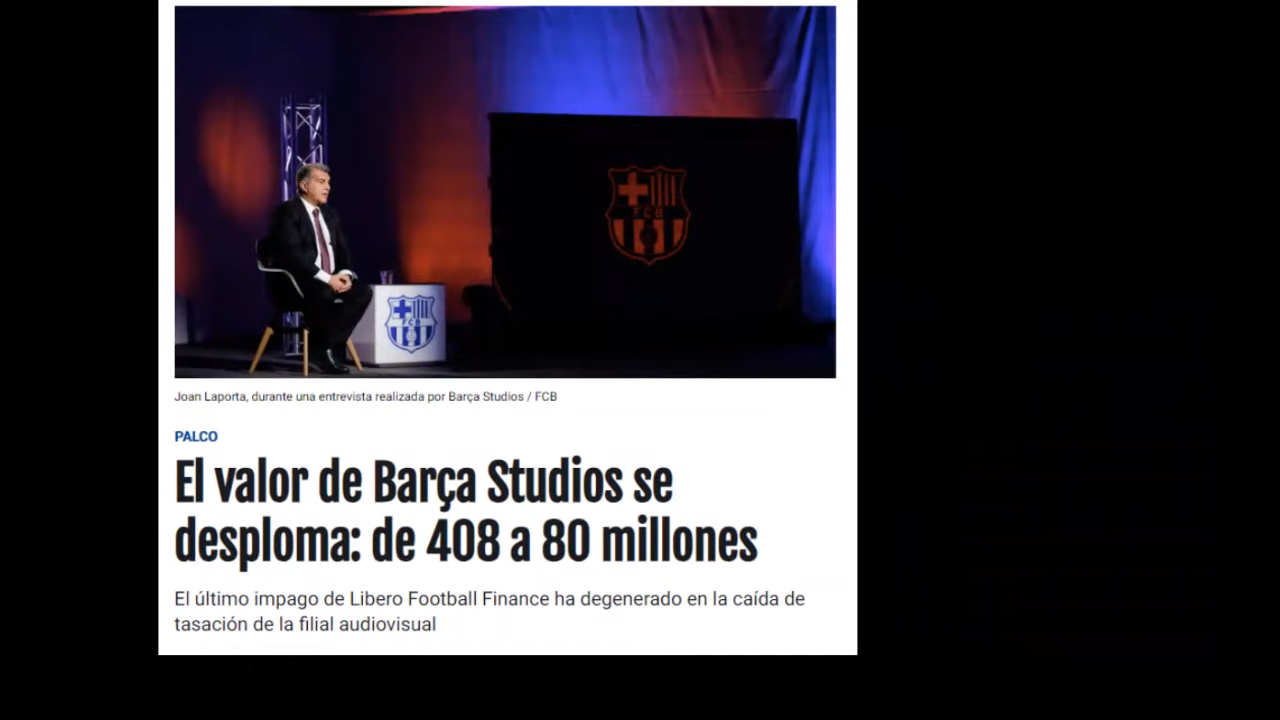 FCB
FCB
Joan Laporta, durante una entrevista realizada por Barça Studios / FCB
PALCO
El valor de Barça Studios se
desploma: de 408 a 80 millones
El último impago de Libero Football Finance ha degenerado en la caída de
tasación de la filial audiovisual